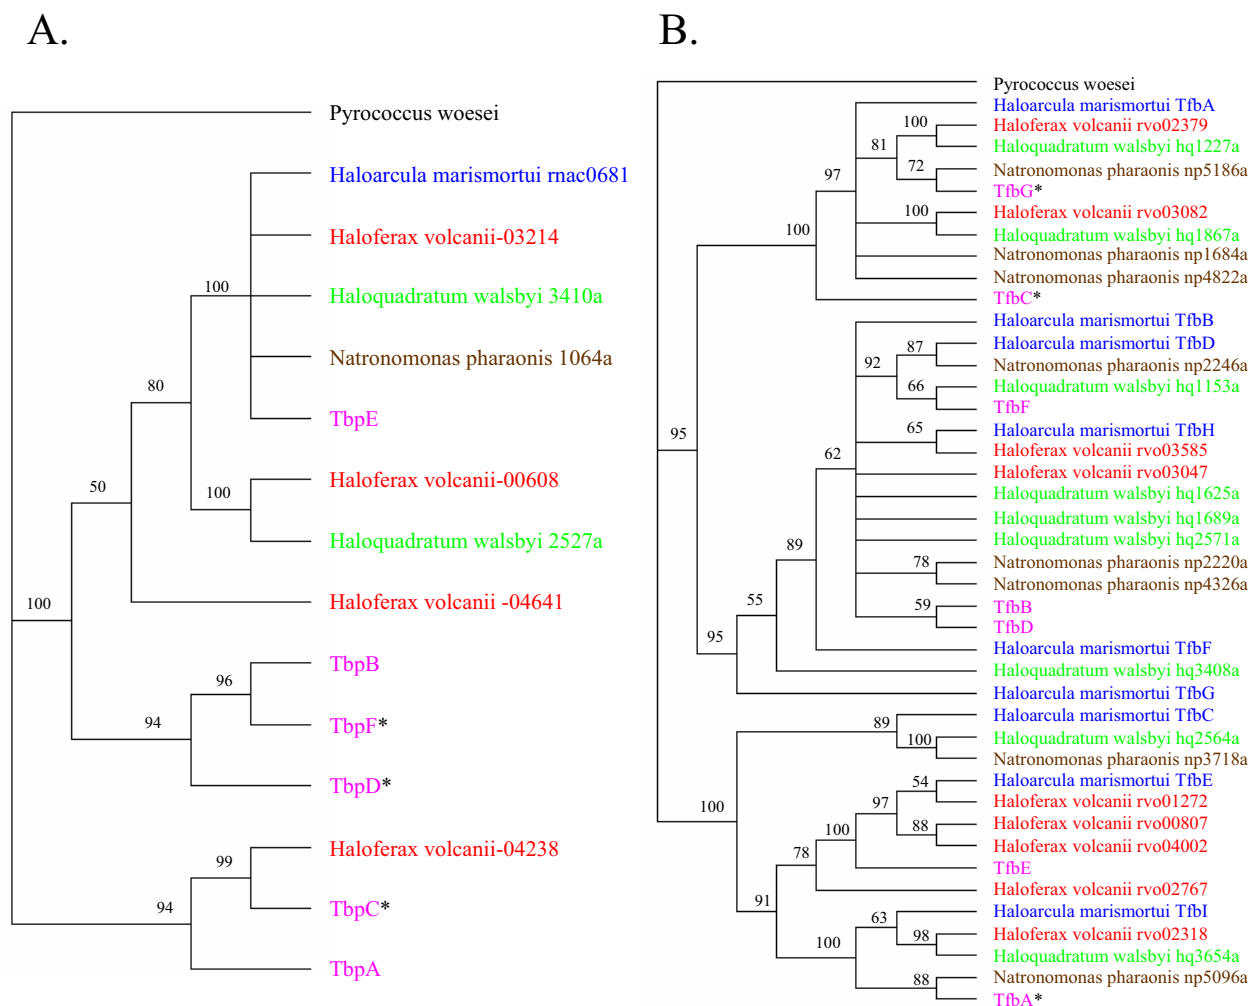 A.
Pyrococcus woesei
Haloarcula marismortui rnac0681
Haloferax volcanii-03214
100
Haloquadratum walsbyi 3410a
Natronomonas pharaonis 1064a
80
TbpE
Haloferax volcanii-00608
50
100
Haloquadratum walsbyi 2527a
Haloferax volcanii -04641
100
TbpB
96
TbpF*
94
TbpD*
Haloferax volcanii-04238
99
TbpC*
94
TbpA
B.
Pyrococcus woesei
Haloarcula marismortui TfbA
100
Haloferax volcanii rvo02379
81
Haloquadratum walsbyi hq1227a
97
72
Natronomonas pharaonis np5186a
TfbG*
100
Haloferax volcanii rvo03082
100
Haloquadratum walsbyi hq1867a
Natronomonas pharaonis np1684a
Natronomonas pharaonis np4822a
TfbC*
Haloarcula marismortui TfbB
87
Haloarcula marismortui TfbD
92
Natronomonas pharaonis np2246a
66
Haloquadratum walsbyi hq1153a
TfbF
95
65
Haloarcula marismortui TfbH
62
Haloferax volcanii rvo03585
Haloferax volcanii rvo03047
Haloquadratum walsbyi hq1625a
Haloquadratum walsbyi hq1689a
89
Haloquadratum walsbyi hq2571a
78
Natronomonas pharaonis np2220a
Natronomonas pharaonis np4326a
55
59
TfbB
TfbD
95
Haloarcula marismortui TfbF
Haloquadratum walsbyi hq3408a
Haloarcula marismortui TfbG
89
Haloarcula marismortui TfbC
100
Haloquadratum walsbyi hq2564a
Natronomonas pharaonis np3718a
54
Haloarcula marismortui TfbE
100
97
Haloferax volcanii rvo01272
100
88
Haloferax volcanii rvo00807
Haloferax volcanii rvo04002
78
TfbE
Haloferax volcanii rvo02767
91
63
Haloarcula marismortui TfbI
98
Haloferax volcanii rvo02318
100
Haloquadratum walsbyi hq3654a
88
Natronomonas pharaonis np5096a
TfbA*